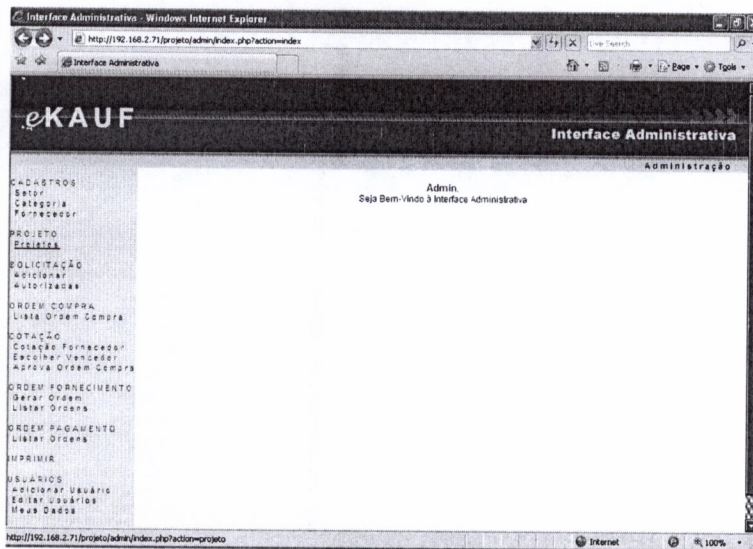 Interface Administrativa - Windows Internet Explorer
http://192.168.2.71/projeto/admin/index.php?action=index
Live Search
Interface Administrativa
Page
Tools
eKAUF
Interface Administrativa
Administração
CADASTROS
Setor
Categoria
Fornecedor
PROJETO
Projetos
SOLICITAÇÃO
Adicionar
Autorizadas
ORDEM COMPRA
Lista Ordem Compra
COTAÇÃO
Cotação Fornecedor
Escolher Vencedor
Aprova Ordem Compra
ORDEM FORNECIMENTO
Gerar Ordem
Listar Ordens
ORDEM PAGAMENTO
Listar Ordens
IMPRIMIR
USUÁRIOS
Adicionar Usuário
Editar Usuários
Meus Dados
Admin,
Seja Bem-Vindo à Interface Administrativa
http://192.168.2.71/projeto/admin/index.php?action=projeto
Internet
100%